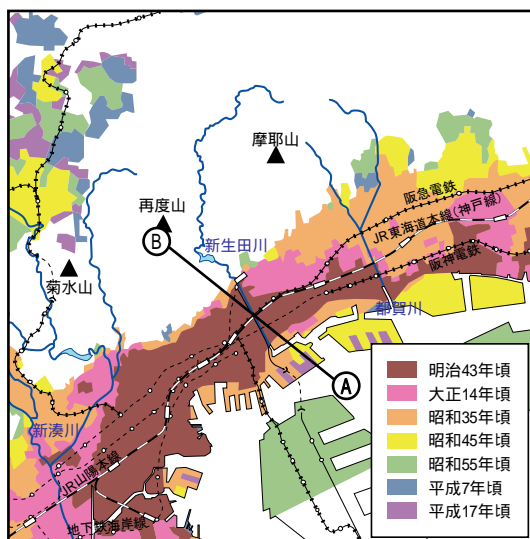 摩耶山
阪急電鉄
再度山
JR東海道本線(神戸線)
B
新生田川
阪神電鉄
菊水山
都賀川
A
明治43年頃
大正14年頃
昭和35年頃
昭和45年頃
昭和55年頃
平成7年頃
平成17年頃
新湊川
JR山陽本線
地下鉄海岸線